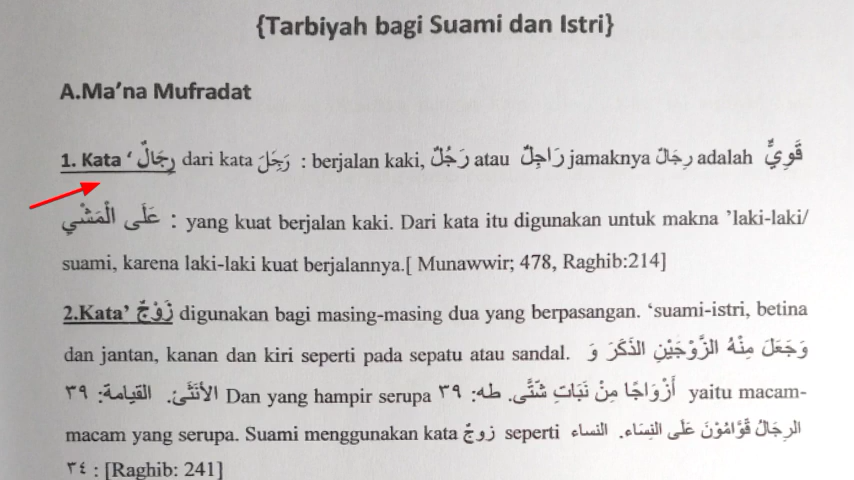 {Tarbiyah bagi Suami dan Istri}
A.Ma’na Mufradat
1. Kata ‘ رِجَالٌ dari kata رَجِلَ : berjalan kaki, رَجُلٌ atau رَاجِلٌ jamaknya رِجَالٌ adalah قَوِيٌّ
عَلَى الْمَشْيِ : yang kuat berjalan kaki. Dari kata itu digunakan untuk makna ’laki-laki/
suami, karena laki-laki kuat berjalannya.[ Munawwir; 478, Raghib:214]
2.Kata’ زَوْجٌ digunakan bagi masing-masing dua yang berpasangan. ‘suami-istri, betina
dan jantan, kanan dan kiri seperti pada sepatu atau sandal. وَجَعَلَ مِنْهُ الزَّوْجَيْنِ الذَّكَرَ وَ
الأُنثَىٰ. القيامة: ٣٩ Dan yang hampir serupa أَزْوَاجًا مِنْ نَبَاتٍ شَتَّى. طه: ٣٩ yaitu macam-
macam yang serupa. Suami menggunakan kata زوجٌ seperti الرِجَالُ قَوَّامُوْنَ عَلَى النِسَاء. النساء
٣٤ : [Raghib: 241]